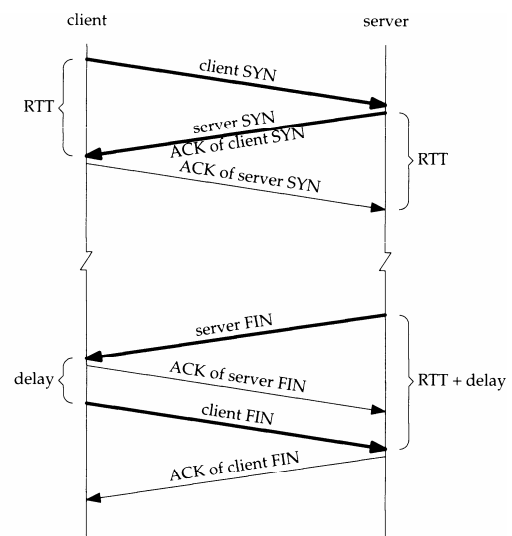 client
server
client SYN
RTT
server SYN
ACK of client SYN
RTT
ACK of server SYN
server FIN
delay
ACK of server FIN
RTT + delay
client FIN
ACK of client FIN